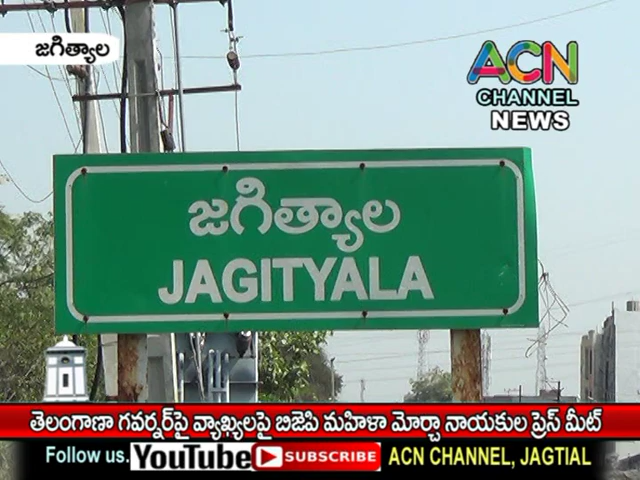 జగిత్యాల
ACN
CHANNEL
NEWS
జగిత్యాల
JAGITYALA
తెలంగాణా గవర్నర్‌పై వ్యాఖ్యలపై బిజెపి మహిళా మోర్చా నాయకుల ప్రెస్ మీట్
Follow us. YouTube SUBSCRIBE ACN CHANNEL, JAGTIAL